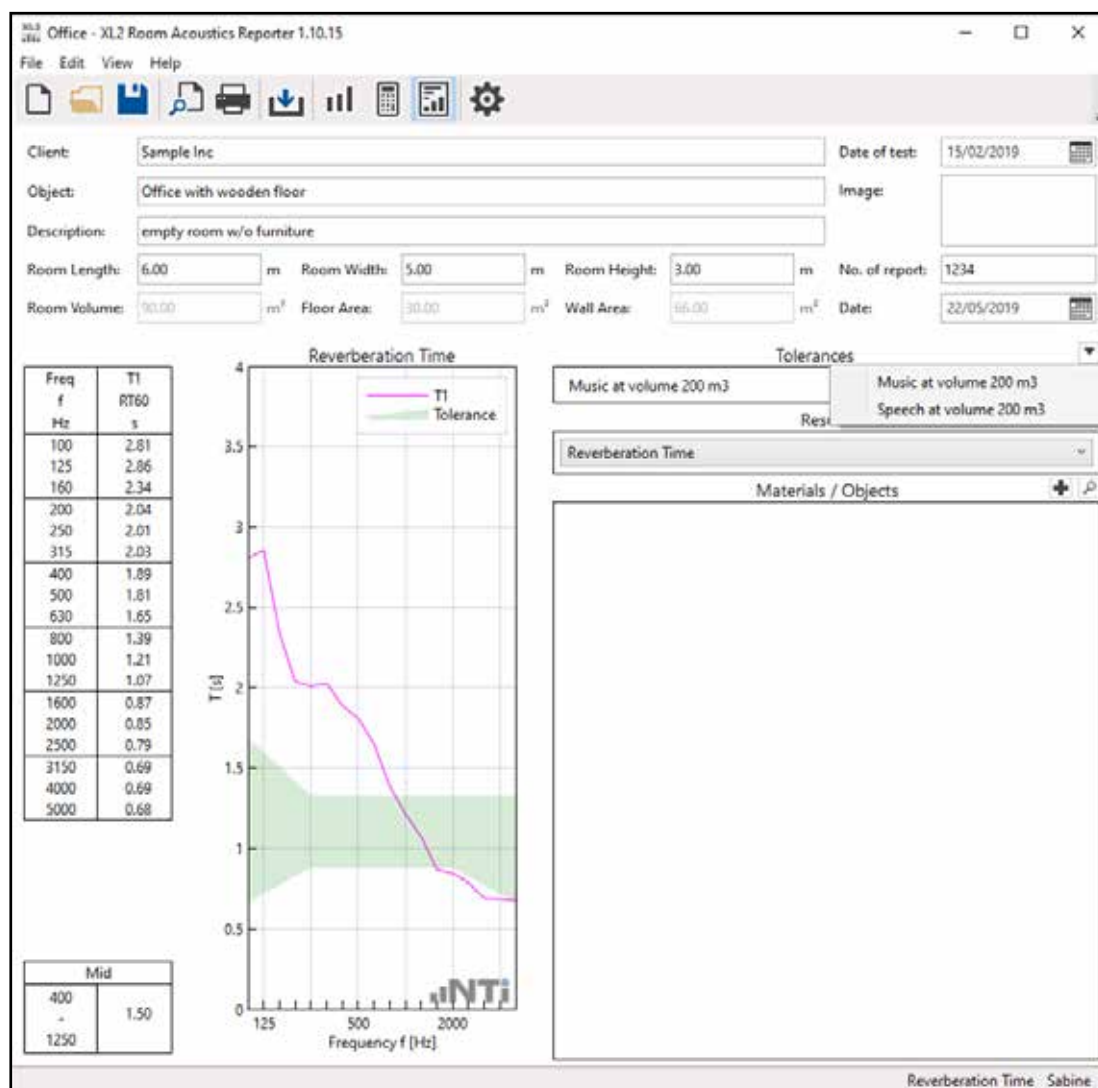 Office - XL2 Room Acoustics Reporter 1.10.15
File Edit View Help
Client: Sample Inc Date of test: 15/02/2019
Object: Office with wooden floor Image:
Description: empty room w/o furniture
Room Length: 6.00 m Room Width: 5.00 m Room Height: 3.00 m No. of report: 1234
Room Volume: 90.00 m³ Floor Area: 30.00 m² Wall Area: 66.00 m² Date: 22/05/2019
Reverberation Time
T1
Tolerance
Freq T1
f RT60
Hz s
100 2.81
125 2.86
160 2.34
200 2.04
250 2.01
315 2.03
400 1.89
500 1.81
630 1.65
800 1.39
1000 1.21
1250 1.07
1600 0.87
2000 0.85
2500 0.79
3150 0.69
4000 0.69
5000 0.68
Mid
400
- 1.50
1250
4
3.5
3
2.5
2
1.5
1
0.5
0
T [s]
125 500 2000
Frequency f [Hz]
NTi
Tolerances
Music at volume 200 m3
Music at volume 200 m3
Speech at volume 200 m3
Reverberation Time
Materials / Objects
Reverberation Time Sabine